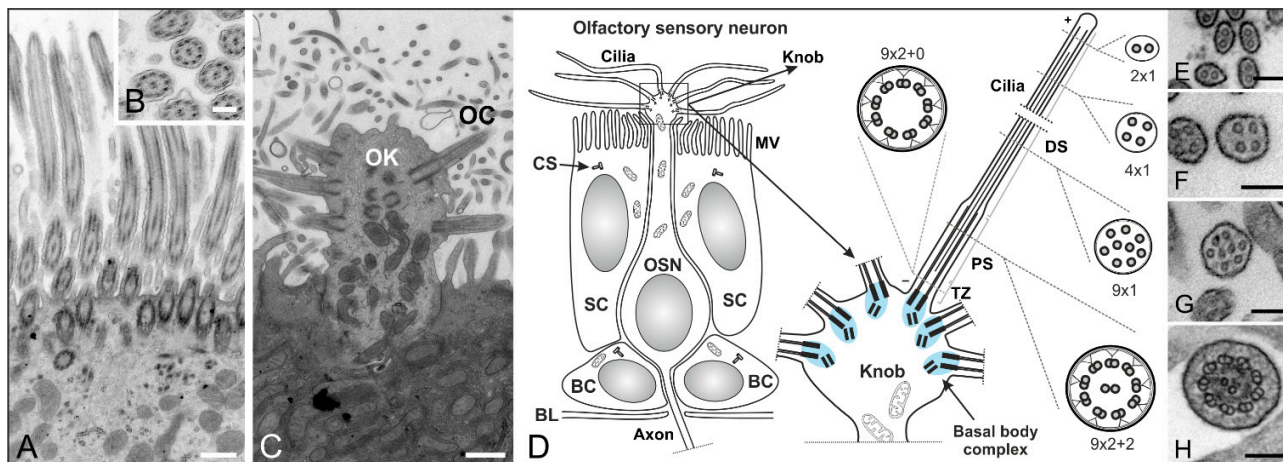 A
B
C
OK
OC
D
Olfactory sensory neuron
Cilia
Knob
MV
CS
OSN
SC
SC
BC
BC
BL
Axon
9x2+0
+
Cilia
DS
PS
–
TZ
Knob
Basal body
complex
2x1
4x1
9x1
9x2+2
E
F
G
H